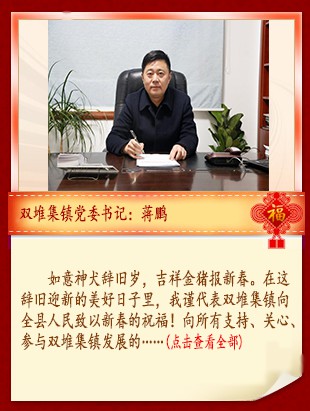 双堆集镇党委书记：蒋鹏
福
如意神犬辞旧岁，吉祥金猪报新春。在这
辞旧迎新的美好日子里，我谨代表双堆集镇向
全县人民致以新春的祝福！向所有支持、关心、
参与双堆集镇发展的……(点击查看全部)